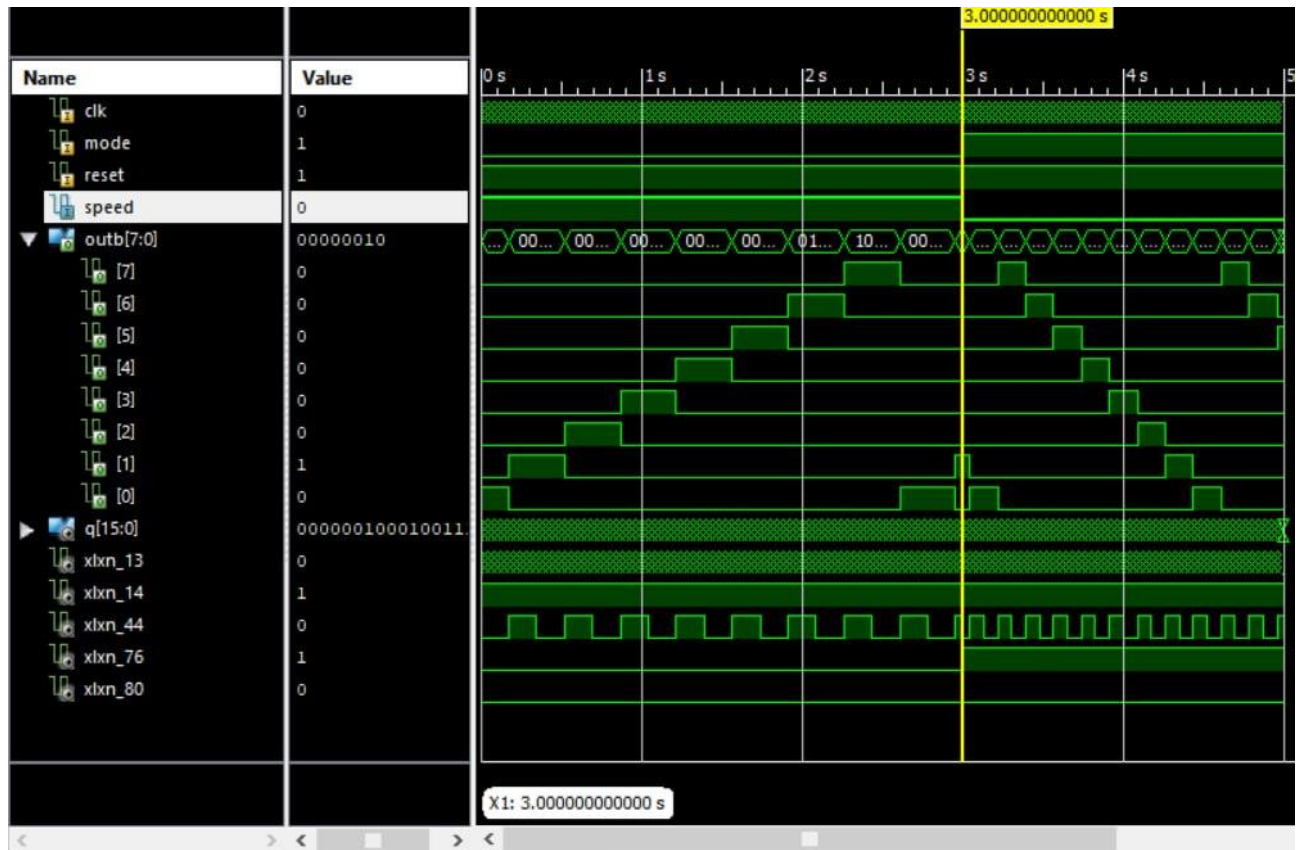 3.000000000000 s
Name Value 0 s 1 s 2 s 3 s 4 s 5
clk 0
mode 1
reset 1
speed 0
outb[7:0] 00000010 ... 00... 00... 00... 00... 00... 01... 10... 00... ... ... ... ... ... ... ... ... ... ... ...
[7] 0
[6] 0
[5] 0
[4] 0
[3] 0
[2] 0
[1] 1
[0] 0
q[15:0] 000000100010011.
xlxn_13 0
xlxn_14 1
xlxn_44 0
xlxn_76 1
xlxn_80 0
X1: 3.000000000000 s